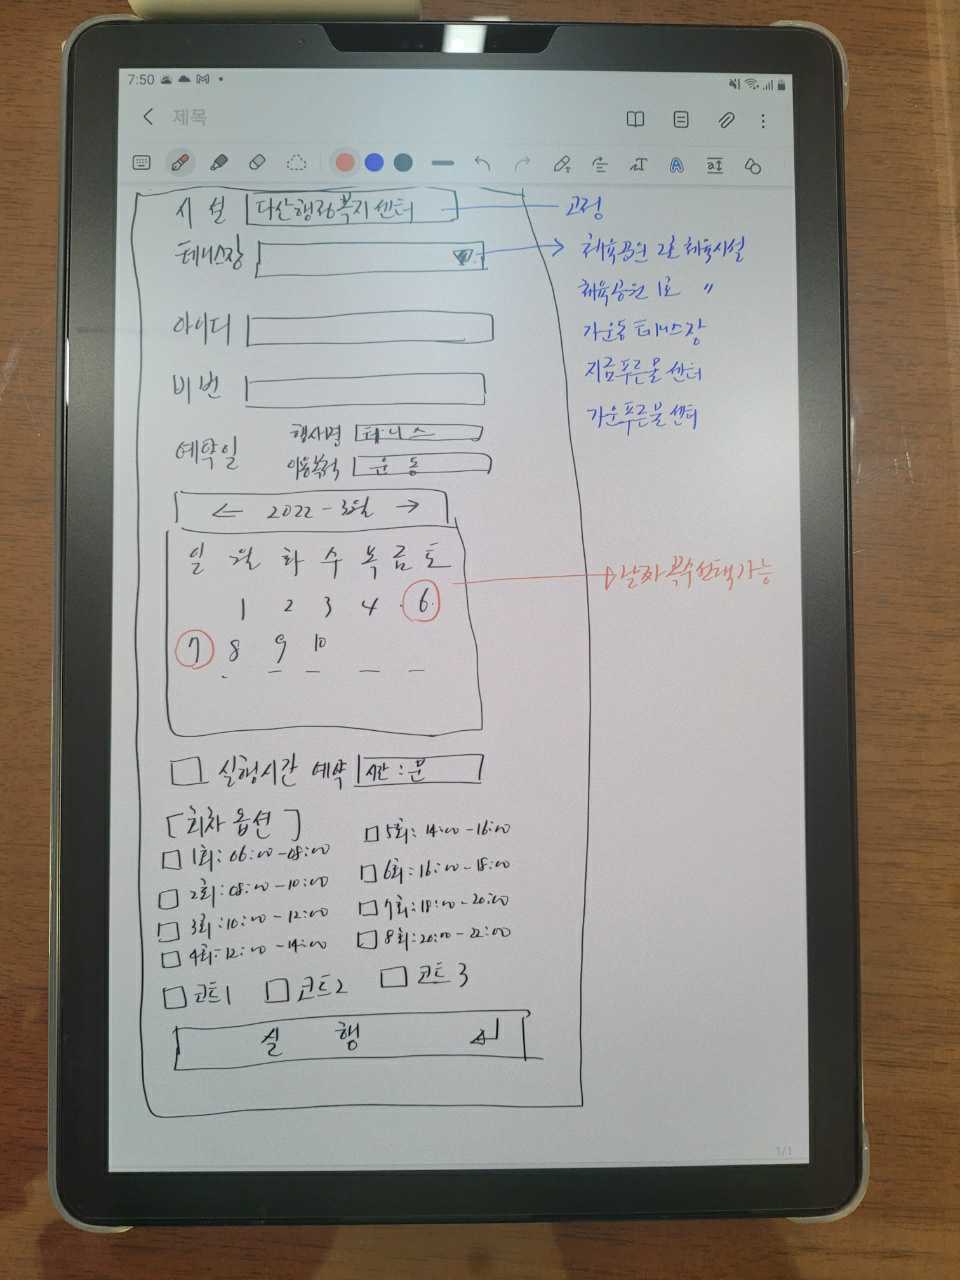 7:50
제목
시 설 다산행정복지센터 고정
테니스장 체육공원 2호 체육시설
체육공원 1호 〃
아이디 가운동 테니스장
지금푸른물센터
비번 가운푸른물센터
행사명 테니스
예약일
이용목적 운 동
← 2022-3월 →
일 월 화 수 목 금 토
날짜 복수선택가능
1 2 3 4 . 6.
7 8 9 10
실행시간 예약 시간 : 분
[회차 옵션]
1회: 06:00-08:00 5회: 14:00-16:00
2회: 08:00-10:00 6회: 16:00-18:00
3회: 10:00-12:00 7회: 18:00-20:00
4회: 12:00-14:00 8회: 20:00-22:00
코트1 코트2 코트3
실 행
1/1